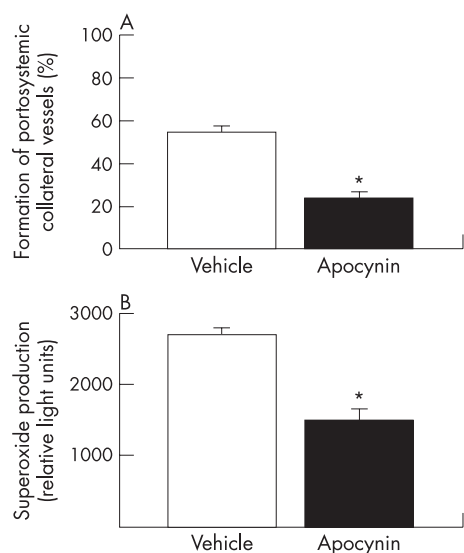 A
Formation of portosystemic
collateral vessels (%)
100
80
60
40
20
0
*
Vehicle
Apocynin
B
Superoxide production
(relative light units)
3000
2000
1000
*
Vehicle
Apocynin